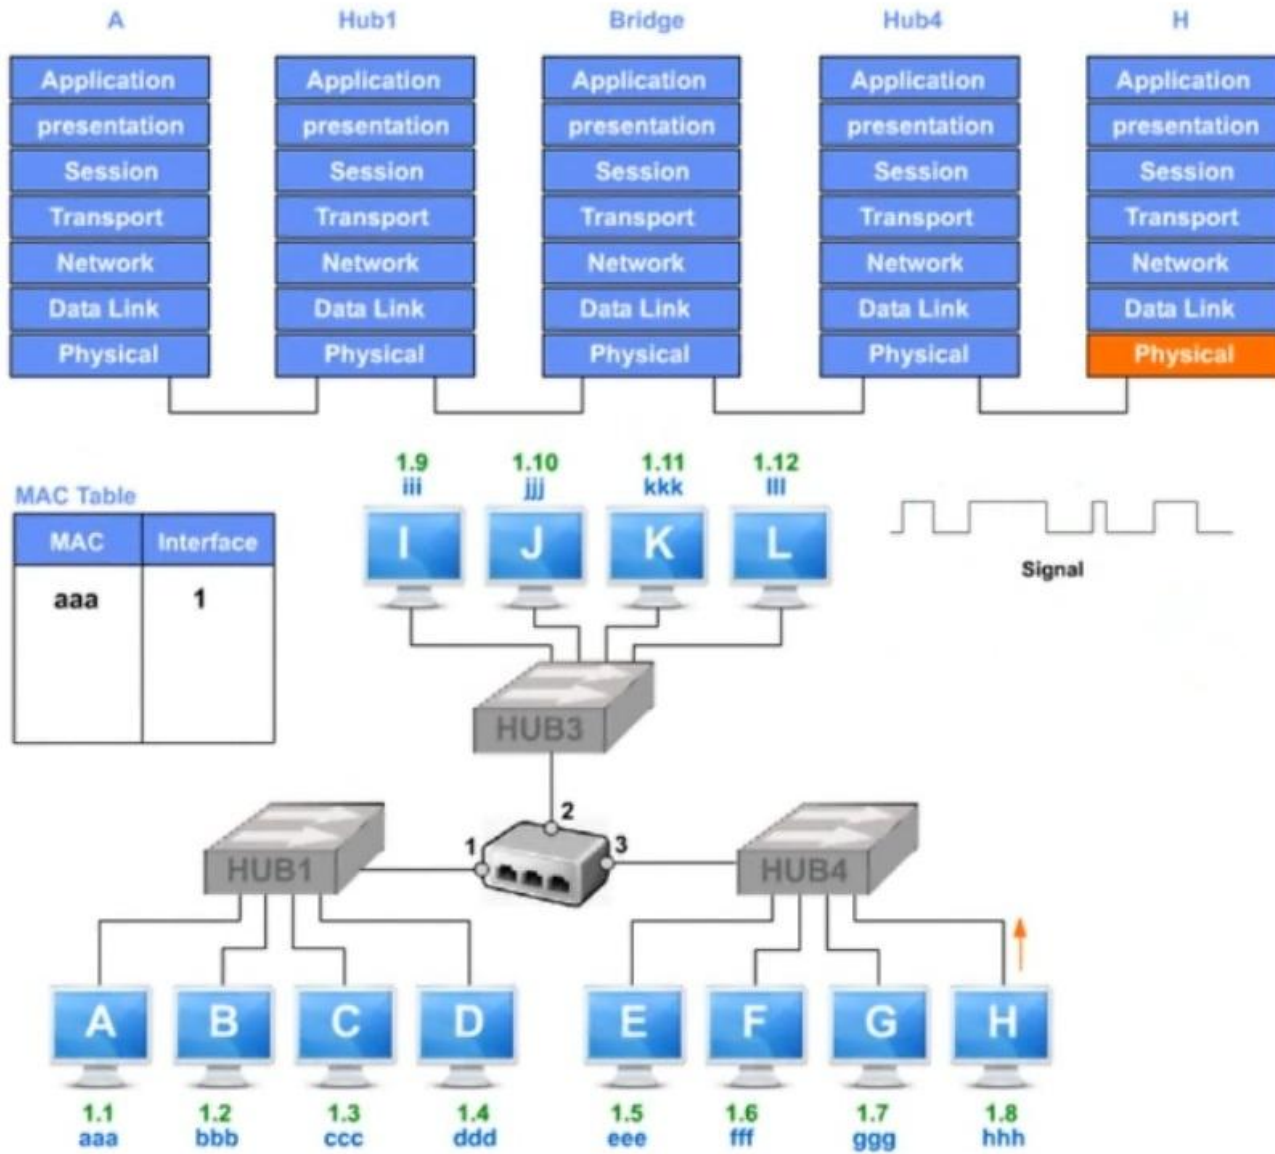 A Hub1 Bridge Hub4 H
Application Application Application Application Application
presentation presentation presentation presentation presentation
Session Session Session Session Session
Transport Transport Transport Transport Transport
Network Network Network Network Network
Data Link Data Link Data Link Data Link Data Link
Physical Physical Physical Physical Physical
1.9 1.10 1.11 1.12
iii jjj kkk lll
MAC Table
MAC Interface
aaa 1
I J K L
Signal
HUB3
2
1 3
HUB1 HUB4
A B C D E F G H
1.1 1.2 1.3 1.4 1.5 1.6 1.7 1.8
aaa bbb ccc ddd eee fff ggg hhh